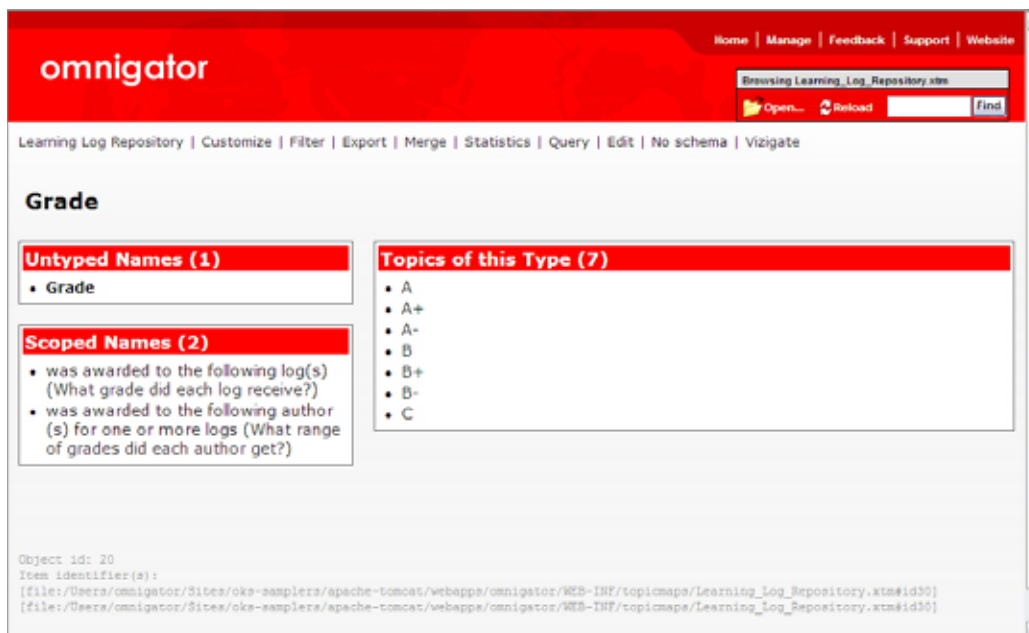 omnigator
Home | Manage | Feedback | Support | Website
Browsing Learning_Log_Repository.xtm
Open... Reload Find
Learning Log Repository | Customize | Filter | Export | Merge | Statistics | Query | Edit | No schema | Vizigate
Grade
Untyped Names (1)
• Grade
Scoped Names (2)
• was awarded to the following log(s)
(What grade did each log receive?)
• was awarded to the following author
(s) for one or more logs (What range
of grades did each author get?)
Topics of this Type (7)
• A
• A+
• A-
• B
• B+
• B-
• C
Object id: 20
Item identifier(s):
[file:/Users/omnigator/Sites/oks-samplers/apache-tomcat/webapps/omnigator/WEB-INF/topicmaps/Learning_Log_Repository.xtm#id30]
[file:/Users/omnigator/Sites/oks-samplers/apache-tomcat/webapps/omnigator/WEB-INF/topicmaps/Learning_Log_Repository.xtm#id30]